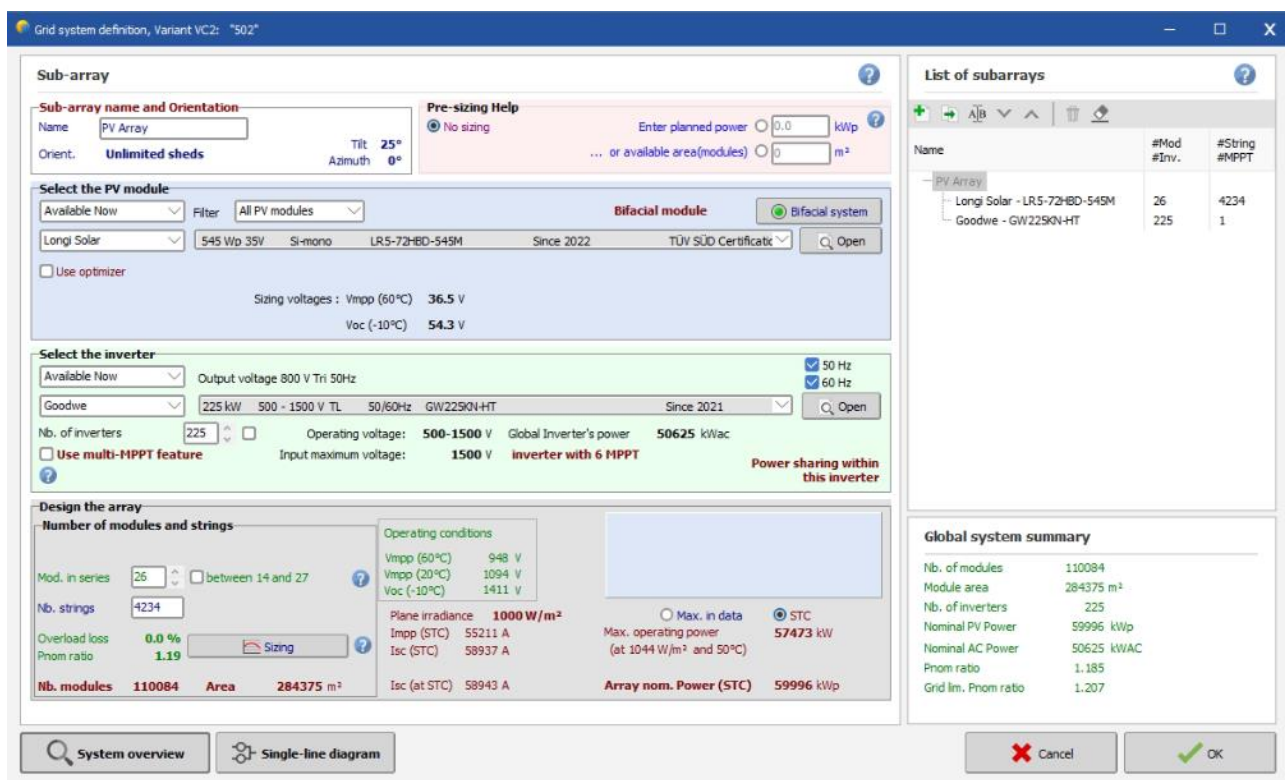 Grid system definition, Variant VC2: "502"
Sub-array
Sub-array name and Orientation
Name PV Array
Orient. Unlimited sheds
Tilt 25°
Azimuth 0°
Pre-sizing Help
No sizing
Enter planned power 0.0 kWp
... or available area(modules) 0 m²
Select the PV module
Available Now Filter All PV modules Bifacial module Bifacial system
Longi Solar 545 Wp 35V Si-mono LR5-72HBD-545M Since 2022 TÜV SÜD Certificatic Open
Use optimizer
Sizing voltages : Vmpp (60°C) 36.5 V
Voc (-10°C) 54.3 V
Select the inverter
Available Now Output voltage 800 V Tri 50Hz
50 Hz
60 Hz
Goodwe 225 kW 500 - 1500 V TL 50/60Hz GW225KN-HT Since 2021 Open
Nb. of inverters 225 Operating voltage: 500-1500 V Global Inverter's power 50625 kWac
Use multi-MPPT feature Input maximum voltage: 1500 V inverter with 6 MPPT
Power sharing within
this inverter
Design the array
Number of modules and strings
Mod. in series 26 between 14 and 27
Nb. strings 4234
Overload loss 0.0 %
Pnom ratio 1.19
Sizing
Nb. modules 110084 Area 284375 m²
Operating conditions
Vmpp (60°C) 948 V
Vmpp (20°C) 1094 V
Voc (-10°C) 1411 V
Plane irradiance 1000 W/m²
Impp (STC) 55211 A
Isc (STC) 58937 A
Isc (at STC) 58943 A
Max. in data STC
Max. operating power 57473 kW
(at 1044 W/m² and 50°C)
Array nom. Power (STC) 59996 kWp
System overview
Single-line diagram
List of subarrays
A|B
Name #Mod #String
#Inv. #MPPT
PV Array
Longi Solar - LR5-72HBD-545M 26 4234
Goodwe - GW225KN-HT 225 1
Global system summary
Nb. of modules 110084
Module area 284375 m²
Nb. of inverters 225
Nominal PV Power 59996 kWp
Nominal AC Power 50625 kWAC
Pnom ratio 1.185
Grid lim. Pnom ratio 1.207
Cancel
OK